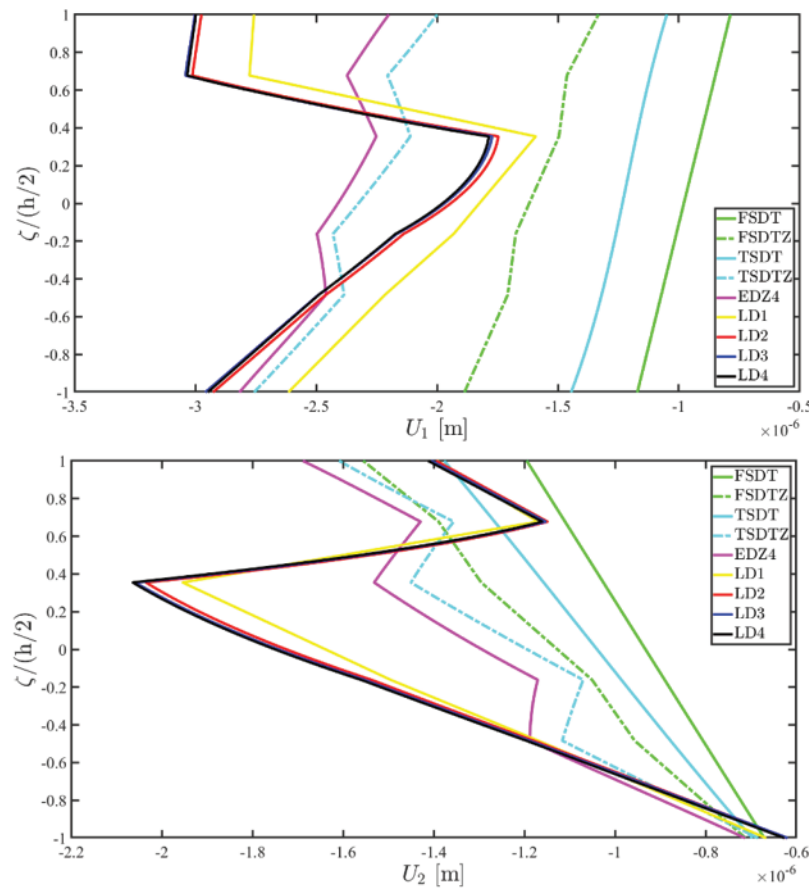 1
0.8
0.6
0.4
0.2
0
-0.2
-0.4
-0.6
-0.8
-1
ζ/(h/2)
FSDT
FSDTZ
TSDT
TSDTZ
EDZ4
LD1
LD2
LD3
LD4
-3.5 -3 -2.5 -2 -1.5 -1 -0.5
U₁ [m]
×10⁻⁶
1
0.8
0.6
0.4
0.2
0
-0.2
-0.4
-0.6
-0.8
-1
ζ/(h/2)
FSDT
FSDTZ
TSDT
TSDTZ
EDZ4
LD1
LD2
LD3
LD4
-2.2 -2 -1.8 -1.6 -1.4 -1.2 -1 -0.8 -0.6
U₂ [m]
×10⁻⁶